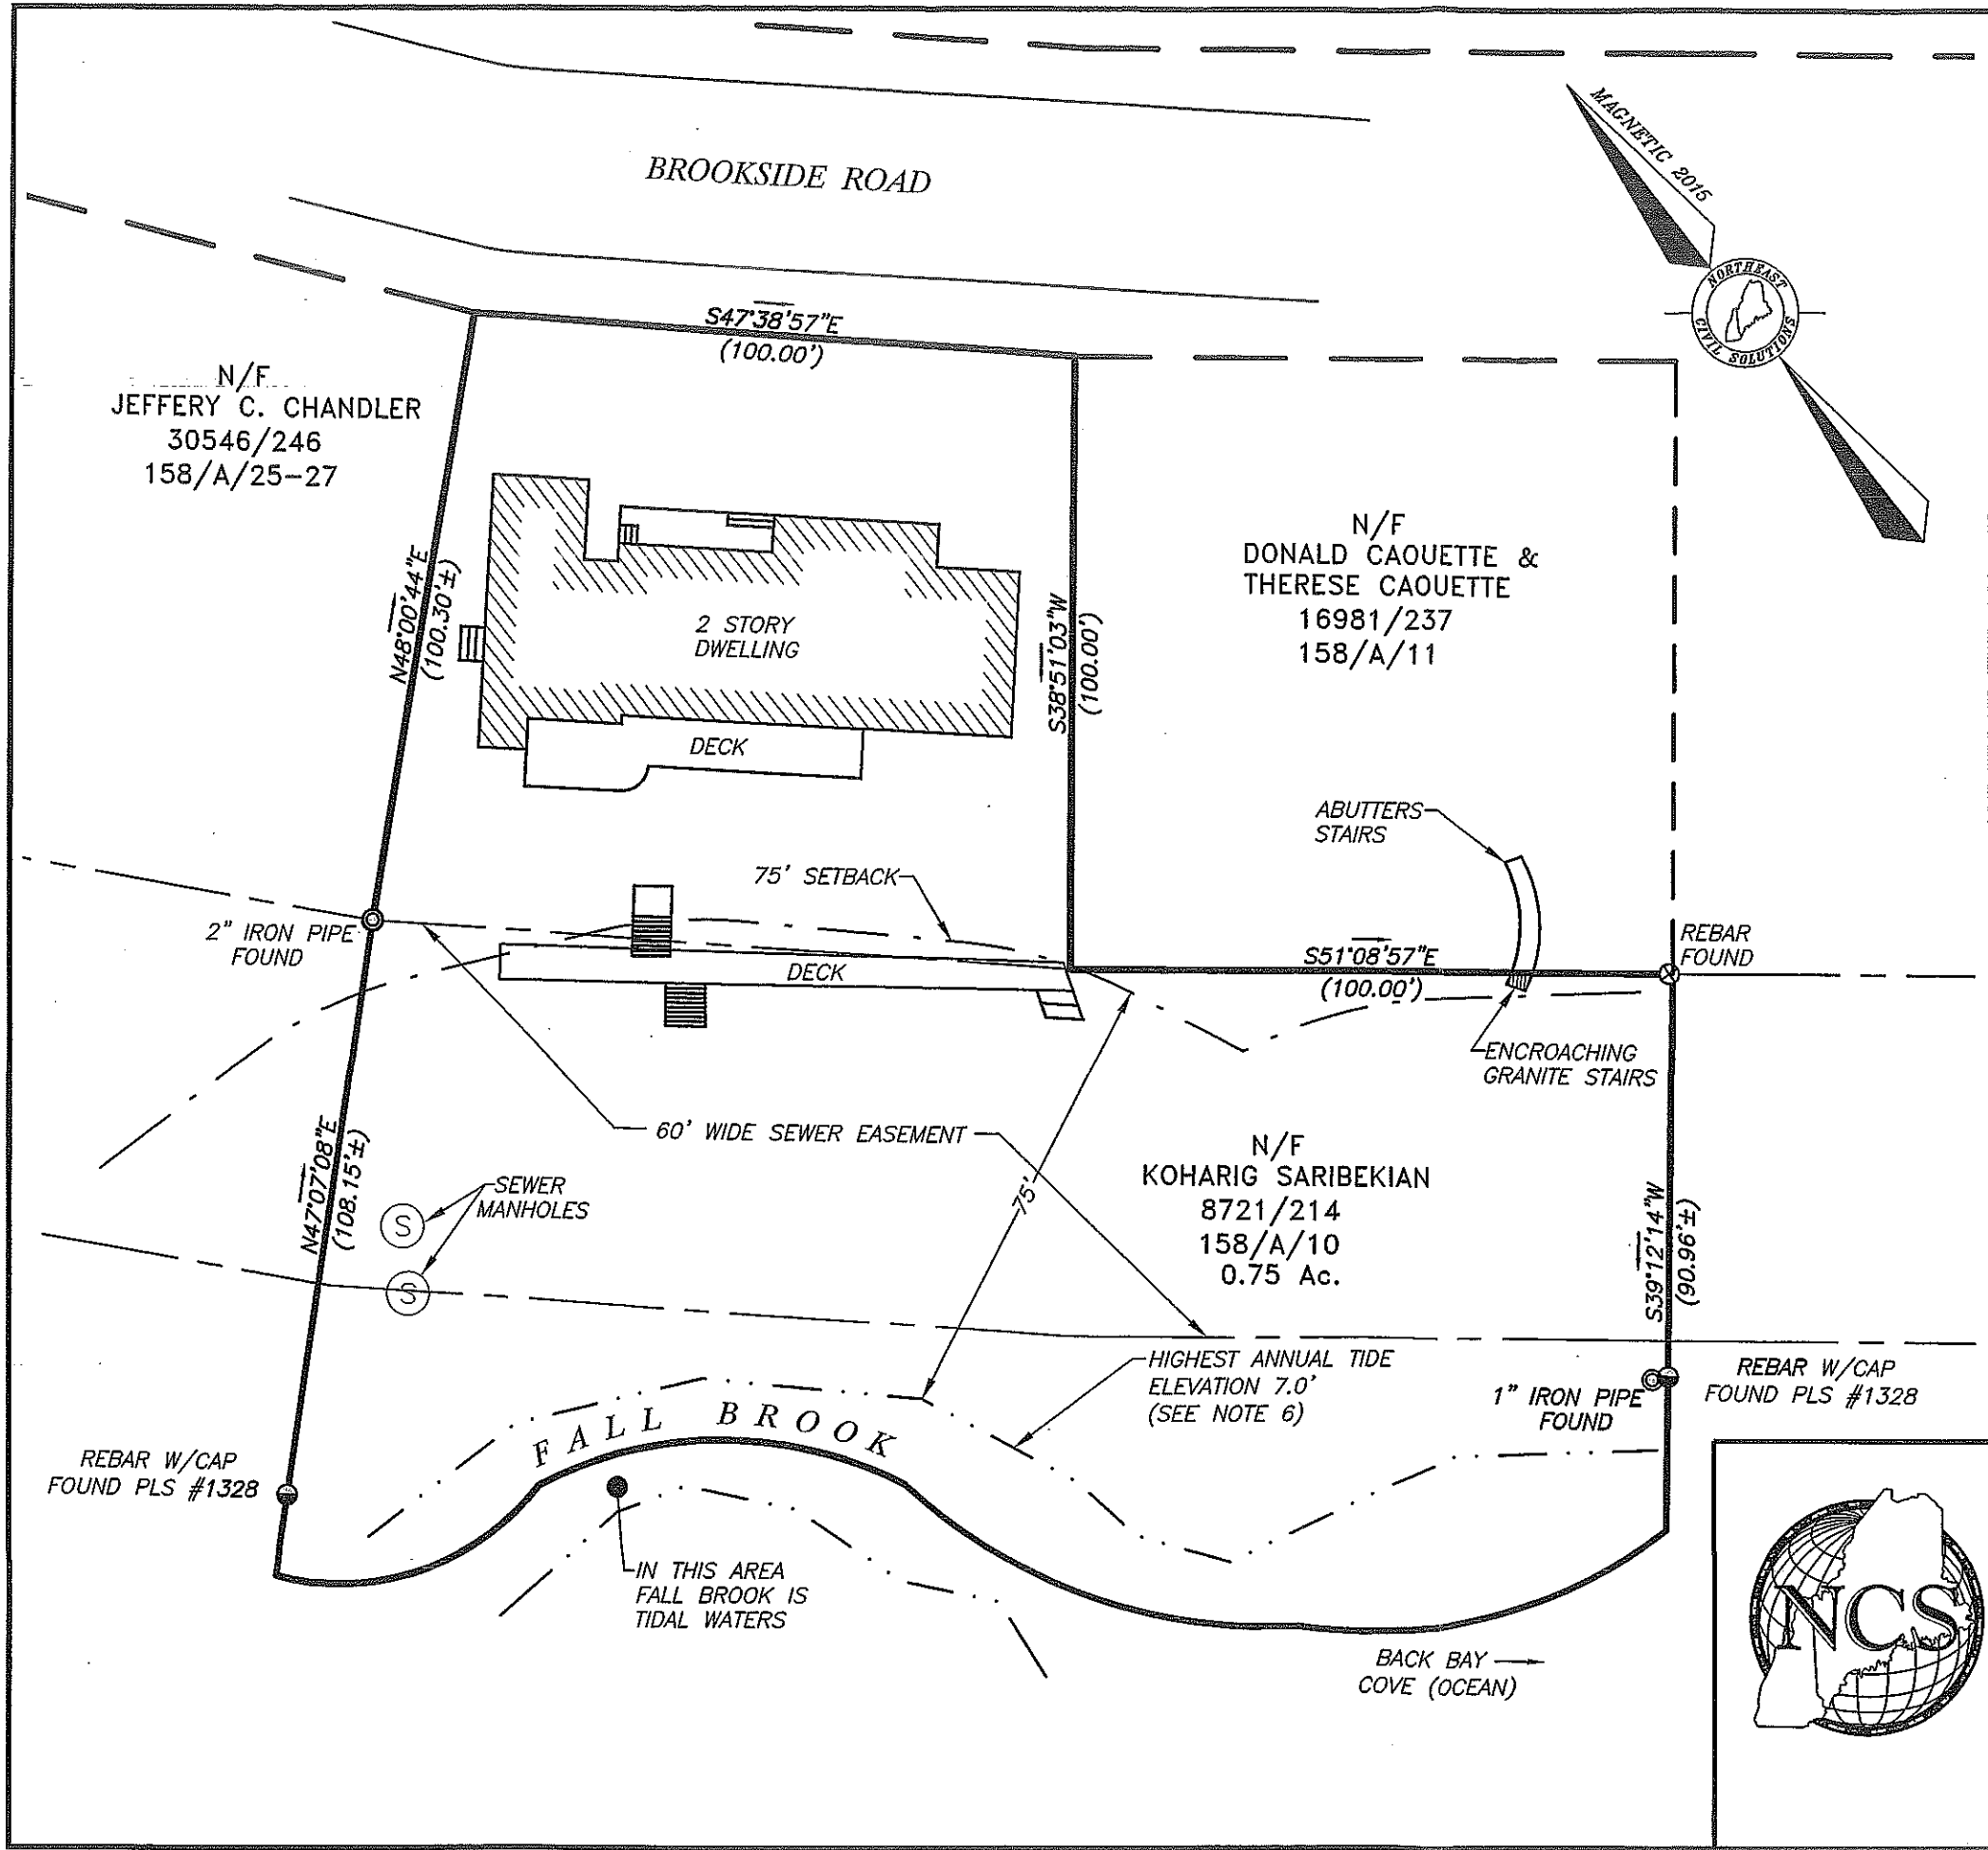 BROOKSIDE ROAD
MAGNETIC 2015
NORTHEAST
CIVIL SOLUTIONS
S47°38'57"E
(100.00')
N/F
JEFFERY C. CHANDLER
30546/246
158/A/25-27
N/F
DONALD CAOUETTE &
THERESE CAOUETTE
16981/237
158/A/11
N48°00'44"E
(100.30'±)
2 STORY
DWELLING
S38°51'03"W
(100.00')
DECK
ABUTTERS
STAIRS
75' SETBACK
2" IRON PIPE
FOUND
DECK
S51°08'57"E
(100.00')
REBAR
FOUND
ENCROACHING
GRANITE STAIRS
60' WIDE SEWER EASEMENT
N/F
KOHARIG SARIBEKIAN
8721/214
158/A/10
0.75 Ac.
N47°07'08"E
(108.15'±)
SEWER
MANHOLES
S
S
75'
S39°12'14"W
(90.96'±)
HIGHEST ANNUAL TIDE
ELEVATION 7.0'
(SEE NOTE 6)
1" IRON PIPE
FOUND
REBAR W/CAP
FOUND PLS #1328
FALL BROOK
REBAR W/CAP
FOUND PLS #1328
IN THIS AREA
FALL BROOK IS
TIDAL WATERS
BACK BAY
COVE (OCEAN)
NCS